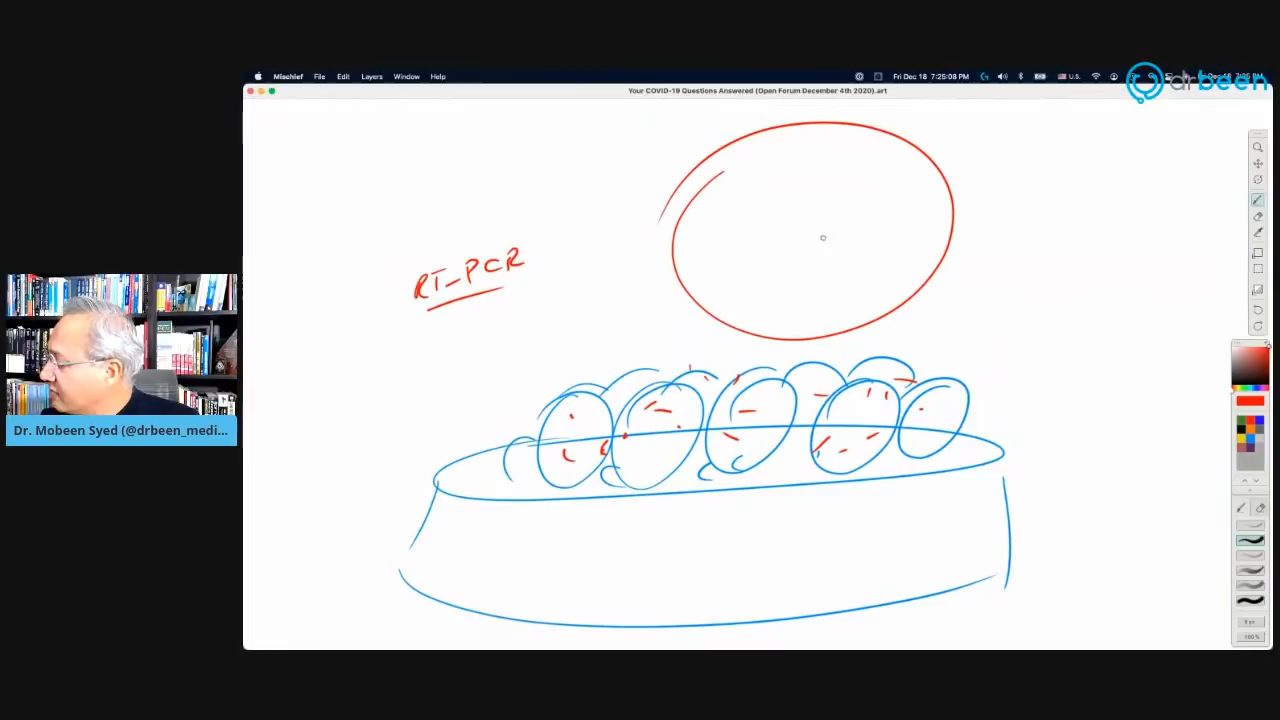 Mischief File Edit Layers Window Help
Fri Dec 18 7:25:08 PM
U.S.
drbeen
Your COVID-19 Questions Answered (Open Forum December 4th 2020).art
RT-PCR
Dr. Mobeen Syed (@drbeen_medi...
100%